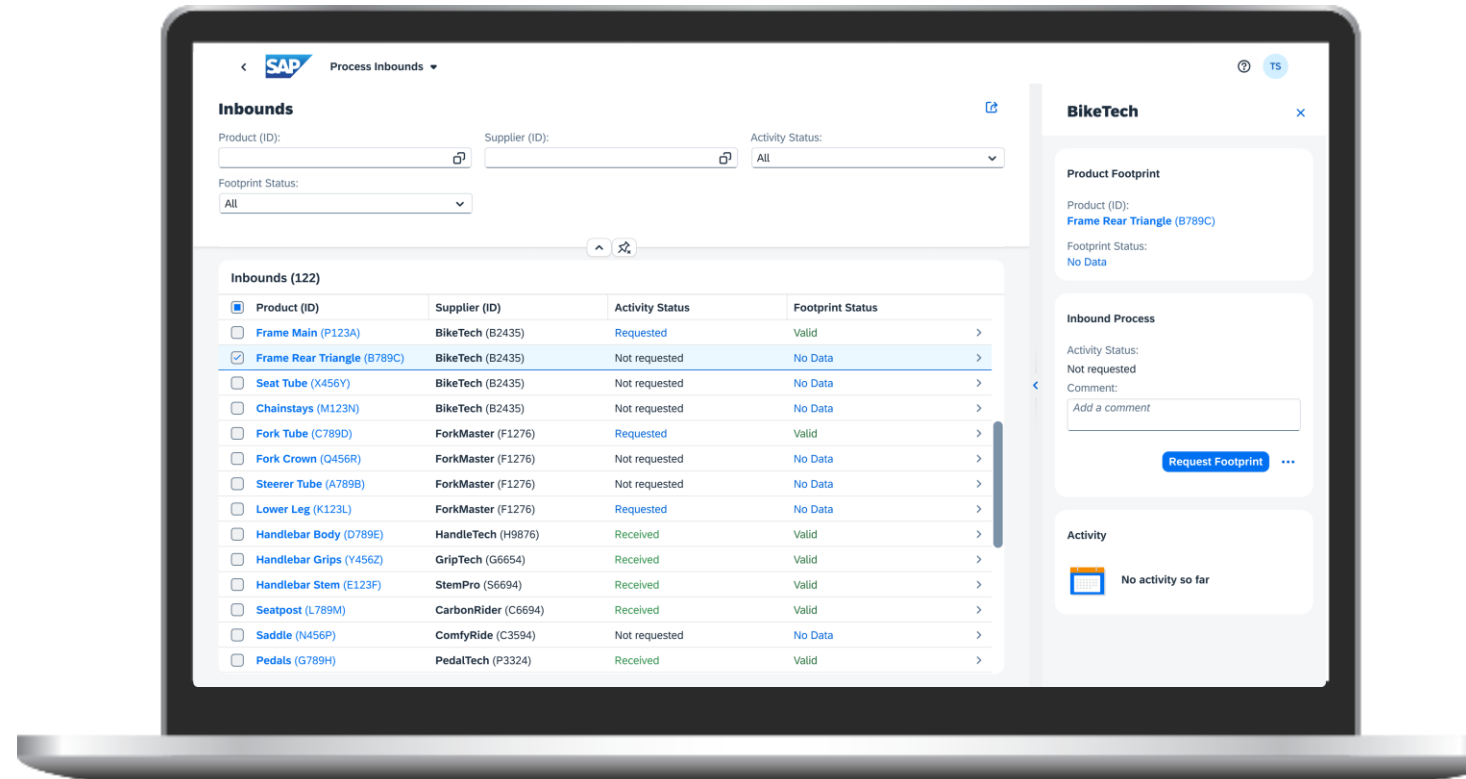 SAP Process Inbounds TS
Inbounds
Product (ID): Supplier (ID): Activity Status:
All
Footprint Status:
All
Inbounds (122)
Product (ID) Supplier (ID) Activity Status Footprint Status
Frame Main (P123A) BikeTech (B2435) Requested Valid
Frame Rear Triangle (B789C) BikeTech (B2435) Not requested No Data
Seat Tube (X456Y) BikeTech (B2435) Not requested No Data
Chainstays (M123N) BikeTech (B2435) Not requested No Data
Fork Tube (C789D) ForkMaster (F1276) Requested Valid
Fork Crown (Q456R) ForkMaster (F1276) Not requested No Data
Steerer Tube (A789B) ForkMaster (F1276) Not requested No Data
Lower Leg (K123L) ForkMaster (F1276) Requested Valid
Handlebar Body (D789E) HandleTech (H9876) Received Valid
Handlebar Grips (Y456Z) GripTech (G6654) Received Valid
Handlebar Stem (E123F) StemPro (S6694) Received Valid
Seatpost (L789M) CarbonRider (C6694) Received Valid
Saddle (N456P) ComfyRide (C3594) Not requested No Data
Pedals (G789H) PedalTech (P3324) Received Valid
BikeTech
Product Footprint
Product (ID):
Frame Rear Triangle (B789C)
Footprint Status:
No Data
Inbound Process
Activity Status:
Not requested
Comment:
Add a comment
Request Footprint
Activity
No activity so far